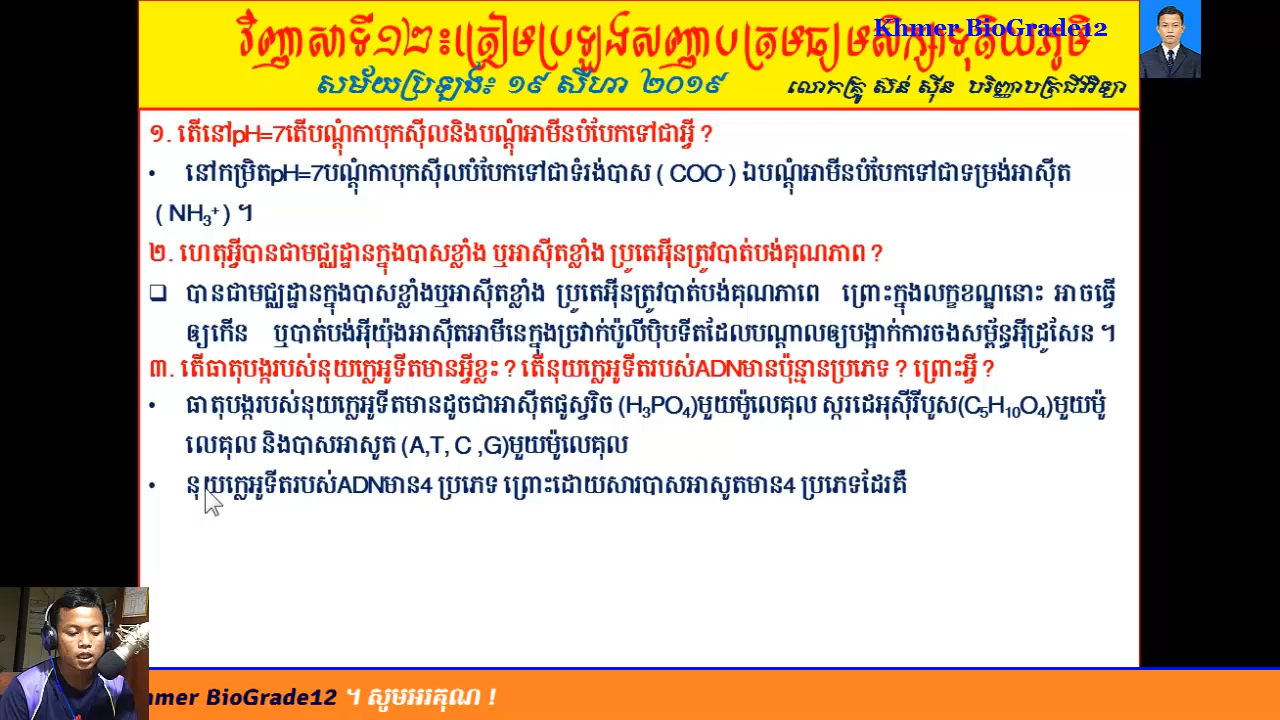 វិញ្ញាសាទី១២៖ត្រៀមប្រឡងសញ្ញាបត្រមធ្យមសិក្សាទុតិយភូមិ
Khmer BioGrade12
សម័យប្រឡង៖ ១៩ សីហា ២០១៩ លោកគ្រូ ស៊ន់ ស៊ីន បរិញ្ញាបត្រជីវវិទ្យា
១. តើនៅpH=7តើបណ្តុំកាបុកស៊ីលនិងបណ្តុំអាមីនបំបែកទៅជាអ្វី ?
• នៅកម្រិតpH=7បណ្តុំកាបុកស៊ីលបំបែកទៅជាទំរង់បាស ( COO⁻ ) ឯបណ្តុំអាមីនបំបែកទៅជាទម្រង់អាស៊ីត
( NH₃⁺ ) ។
២. ហេតុអ្វីបានជាមជ្ឈដ្ឋានក្នុងបាសខ្លាំង ឬអាស៊ីតខ្លាំង ប្រូតេអ៊ីនត្រូវបាត់បង់គុណភាព ?
❑ បានជាមជ្ឈដ្ឋានក្នុងបាសខ្លាំងឬអាស៊ីតខ្លាំង ប្រូតេអ៊ីនត្រូវបាត់បង់គុណភាពេ ព្រោះក្នុងលក្ខខណ្ឌនោះ អាចធ្វើ
ឲ្យកើន ឬបាត់បង់អ៊ីយ៉ុងអាស៊ីតអាមីនេក្នុងច្រវាក់ប៉ូលីប៉ិបទីតដែលបណ្តាលឲ្យបង្អាក់ការចងសម្ព័ន្ធអ៊ីដ្រូសែន ។
៣. តើធាតុបង្ករបស់នុយក្លេអូទីតមានអ្វីខ្លះ ? តើនុយក្លេអូទីតរបស់ADNមានប៉ុន្មានប្រភេទ ? ព្រោះអ្វី ?
• ធាតុបង្ករបស់នុយក្លេអូទីតមានដូចជាអាស៊ីតផូស្វរិច (H₃PO₄)មួយម៉ូលេគុល ស្ករដេអុស៊ីរីបូស(C₅H₁₀O₄)មួយម៉ូ
លេគុល និងបាសអាសូត (A,T, C ,G)មួយម៉ូលេគុល
• នុយក្លេអូទីតរបស់ADNមាន4 ប្រភេទ ព្រោះដោយសារបាសអាសូតមាន4 ប្រភេទដែរគឺ
hmer BioGrade12 ។ សូមអរគុណ !